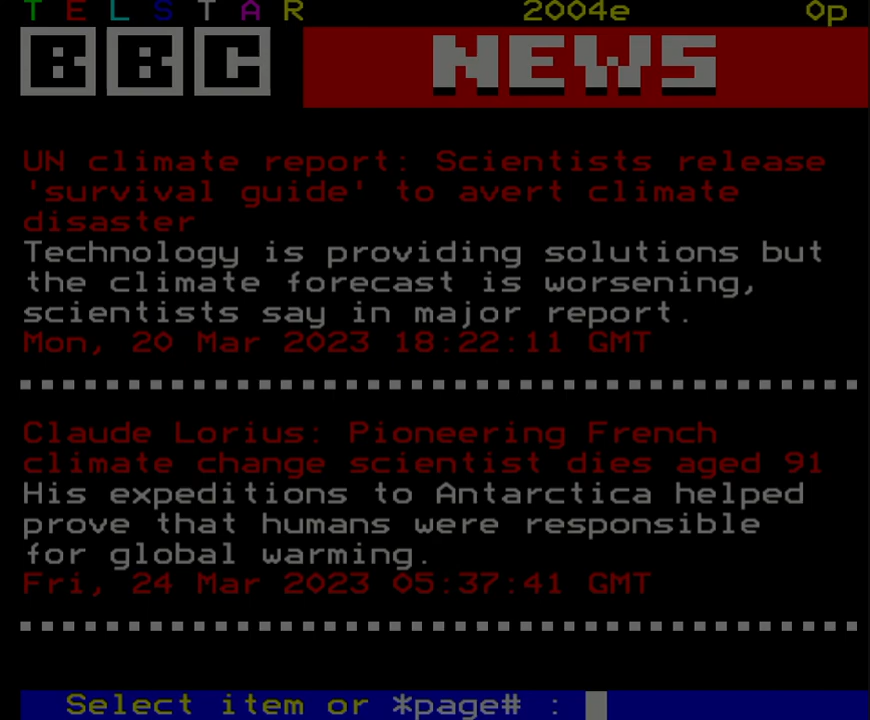 TELSTAR 2004e 0p
BBC NEWS
UN climate report: Scientists release
'survival guide' to avert climate
disaster
Technology is providing solutions but
the climate forecast is worsening,
scientists say in major report.
Mon, 20 Mar 2023 18:22:11 GMT
Claude Lorius: Pioneering French
climate change scientist dies aged 91
His expeditions to Antarctica helped
prove that humans were responsible
for global warming.
Fri, 24 Mar 2023 05:37:41 GMT
Select item or *page# :